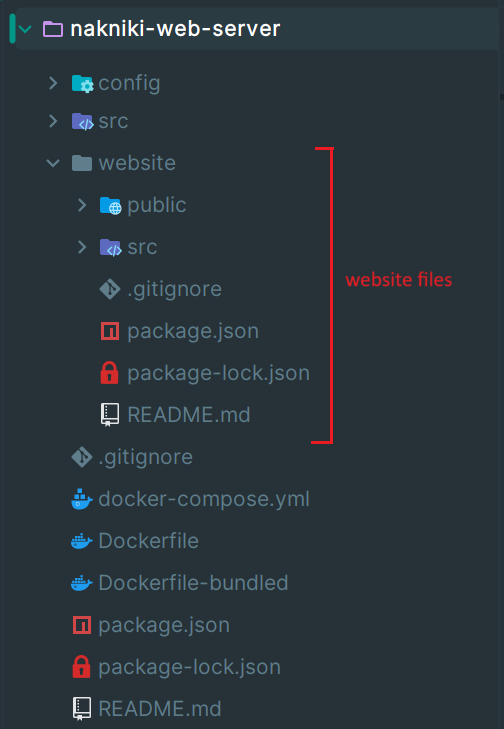 nakniki-web-server
config
src
website
public
src
website files
.gitignore
package.json
package-lock.json
README.md
.gitignore
docker-compose.yml
Dockerfile
Dockerfile-bundled
package.json
package-lock.json
README.md